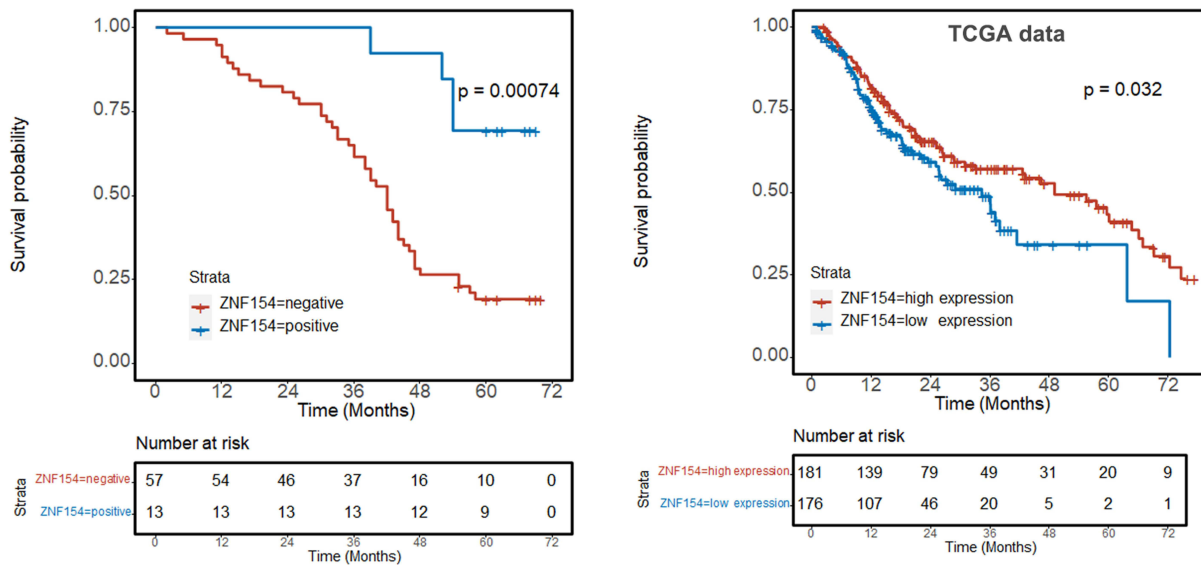 Survival probability
1.00
0.75
0.50
0.25
0.00
p = 0.00074
Strata
ZNF154=negative
ZNF154=positive
0 12 24 36 48 60 72
Time (Months)
Number at risk
Strata
ZNF154=negative 57 54 46 37 16 10 0
ZNF154=positive 13 13 13 13 12 9 0
0 12 24 36 48 60 72
Time (Months)
TCGA data
Survival probability
1.00
0.75
0.50
0.25
0.00
p = 0.032
Strata
ZNF154=high expression
ZNF154=low expression
0 12 24 36 48 60 72
Time (Months)
Number at risk
Strata
ZNF154=high expression 181 139 79 49 31 20 9
ZNF154=low expression 176 107 46 20 5 2 1
0 12 24 36 48 60 72
Time (Months)